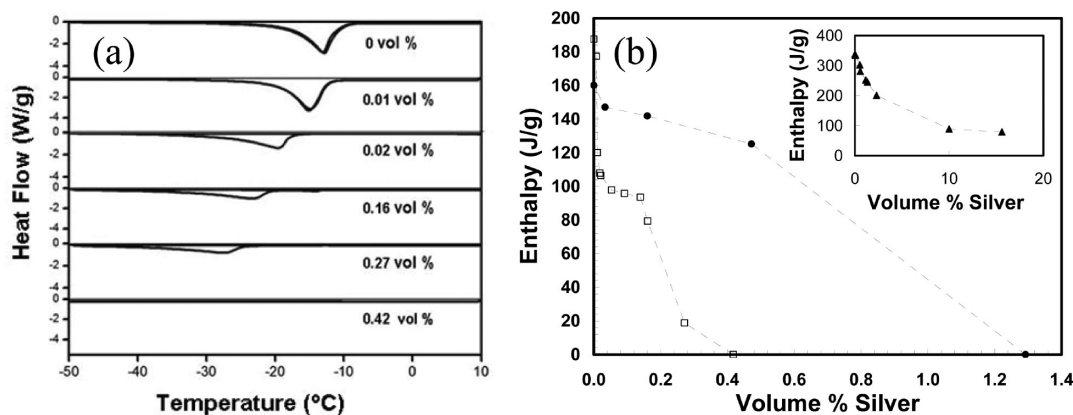 (a)
Heat Flow (W/g)
0
-2
-4
0 vol %
0
-2
-4
0.01 vol %
0
-2
-4
0.02 vol %
0
-2
-4
0.16 vol %
0
-2
-4
0.27 vol %
0
-2
-4
0.42 vol %
-50 -40 -30 -20 -10 0 10
Temperature (ºC)
(b)
Enthalpy (J/g)
200
180
160
140
120
100
80
60
40
20
0
0.0 0.2 0.4 0.6 0.8 1.0 1.2 1.4
Volume % Silver
Enthalpy (J/g)
400
300
200
100
0
0 10 20
Volume % Silver